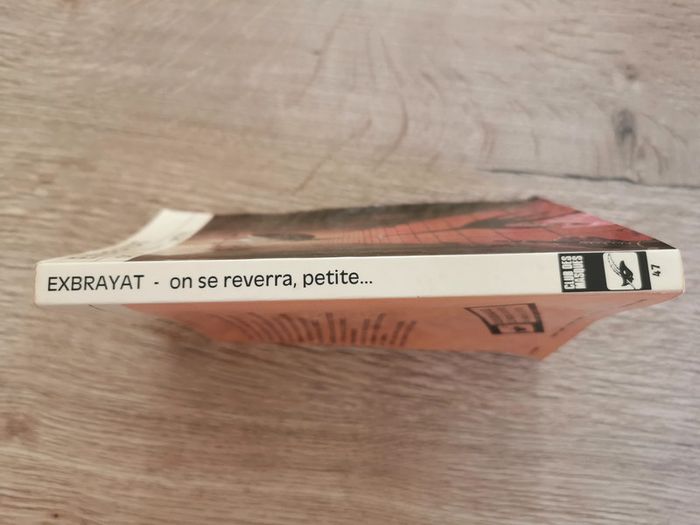 EXBRAYAT - on se reverra, petite...
CLUB DES
MASQUES
47